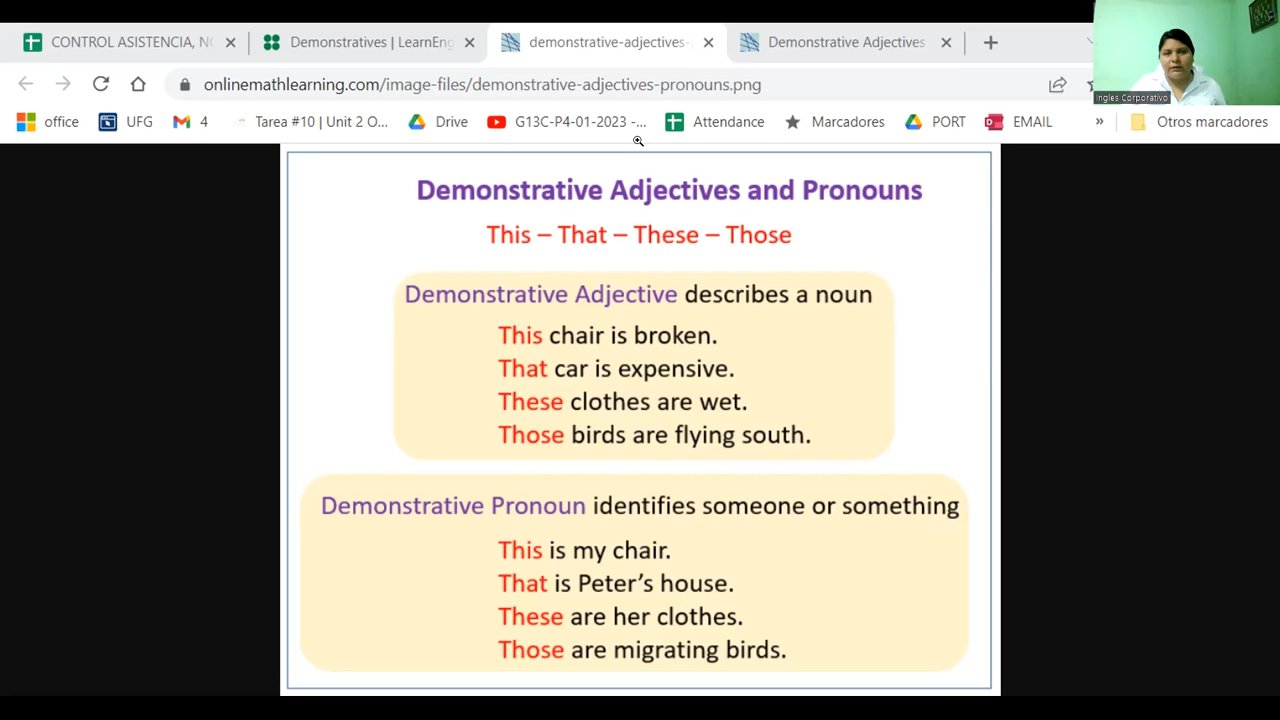 CONTROL ASISTENCIA, NO
Demonstratives | LearnEng
demonstrative-adjectives-
Demonstrative Adjectives
Ingles Corporativo
onlinemathlearning.com/image-files/demonstrative-adjectives-pronouns.png
office
UFG
4
Tarea #10 | Unit 2 O...
Drive
G13C-P4-01-2023 -...
Attendance
Marcadores
PORT
EMAIL
»
Otros marcadores
Demonstrative Adjectives and Pronouns
This – That – These – Those
Demonstrative Adjective describes a noun
This chair is broken.
That car is expensive.
These clothes are wet.
Those birds are flying south.
Demonstrative Pronoun identifies someone or something
This is my chair.
That is Peter’s house.
These are her clothes.
Those are migrating birds.